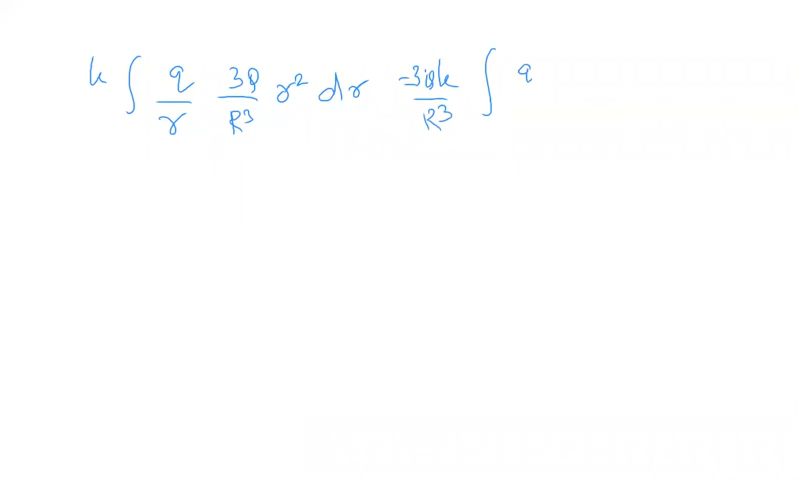 k ∫ q/r 3Q/R³ r² dr -3Qk/R³ ∫ q